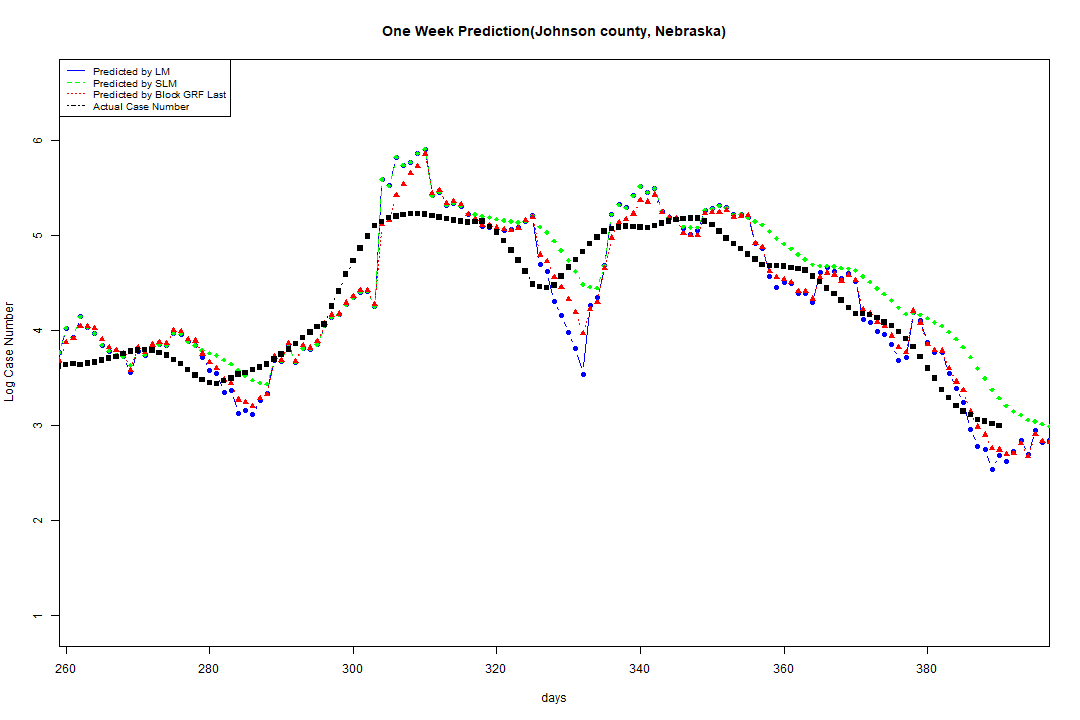 One Week Prediction(Johnson county, Nebraska)
Predicted by LM
Predicted by SLM
Predicted by Block GRF Last
Actual Case Number
6
5
4
3
2
1
Log Case Number
260 280 300 320 340 360 380
days